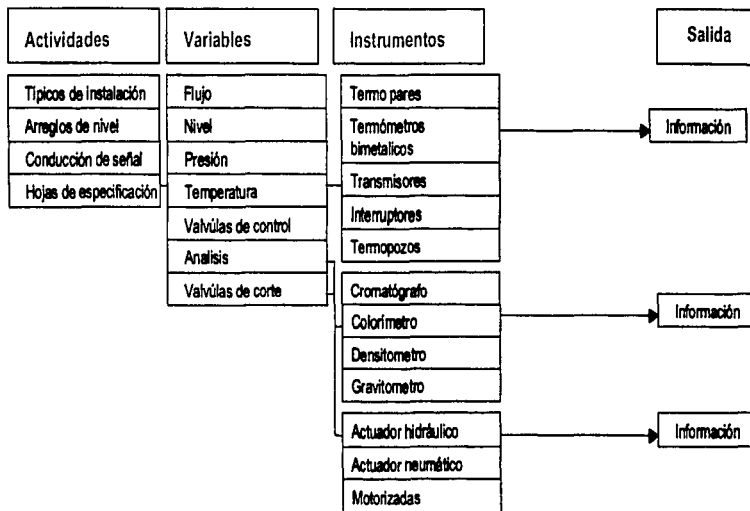 Actividades
Variables
Instrumentos
Salida
Típicos de instalación
Arreglos de nivel
Conducción de señal
Hojas de especificación
Flujo
Nivel
Presión
Temperatura
Valvúlas de control
Analisis
Valvúlas de corte
Termo pares
Termómetros
bimetalicos
Transmisores
Interruptores
Termopozos
Información
Cromatógrafo
Colorímetro
Densitometro
Gravitometro
Información
Actuador hidráulico
Actuador neumático
Motorizadas
Información